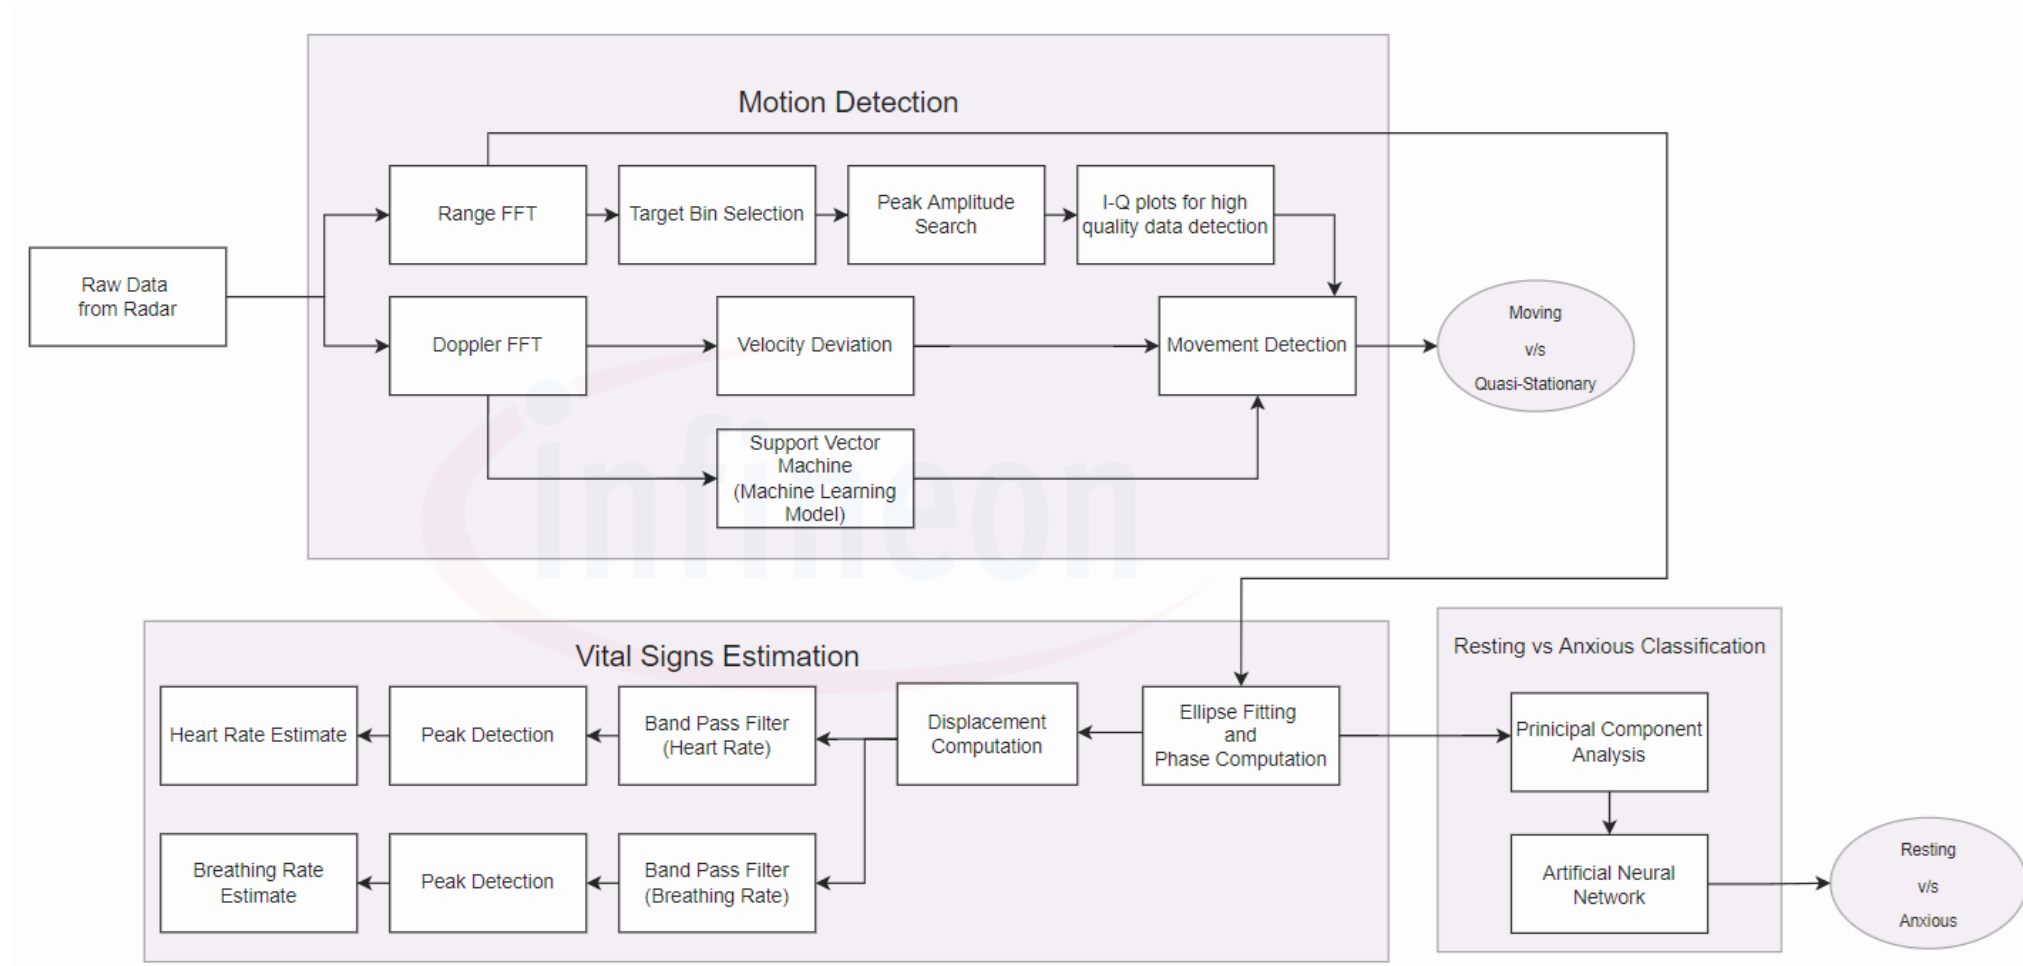 Motion Detection
Range FFT
Target Bin Selection
Peak Amplitude
Search
I-Q plots for high
quality data detection
Raw Data
from Radar
Doppler FFT
Velocity Deviation
Movement Detection
Moving
v/s
Quasi-Stationary
Support Vector
Machine
(Machine Learning
Model)
infineon
Vital Signs Estimation
Heart Rate Estimate
Peak Detection
Band Pass Filter
(Heart Rate)
Displacement
Computation
Ellipse Fitting
and
Phase Computation
Breathing Rate
Estimate
Peak Detection
Band Pass Filter
(Breathing Rate)
Resting vs Anxious Classification
Prinicipal Component
Analysis
Artificial Neural
Network
Resting
v/s
Anxious